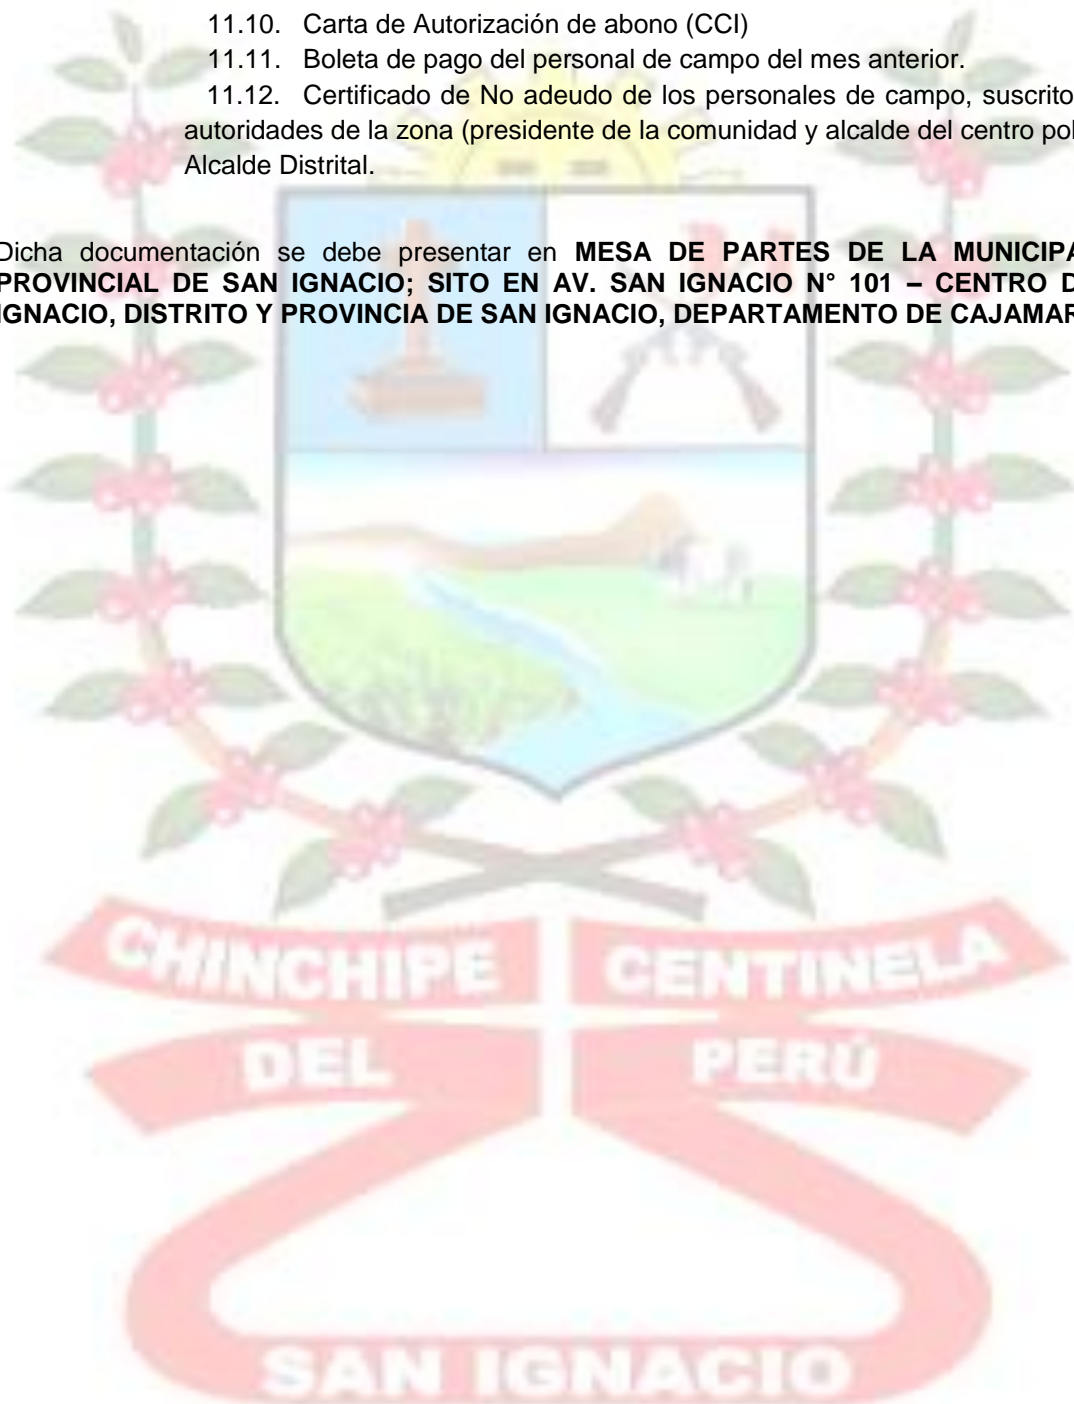 11.10. Carta de Autorización de abono (CCI)
11.11. Boleta de pago del personal de campo del mes anterior.
11.12. Certificado de No adeudo de los personales de campo, suscrito
autoridades de la zona (presidente de la comunidad y alcalde del centro pol
Alcalde Distrital.
Dicha documentación se debe presentar en MESA DE PARTES DE LA MUNICIPA
PROVINCIAL DE SAN IGNACIO; SITO EN AV. SAN IGNACIO N° 101 – CENTRO D
IGNACIO, DISTRITO Y PROVINCIA DE SAN IGNACIO, DEPARTAMENTO DE CAJAMAR
CHINCHIPE CENTINELA
DEL PERÚ
SAN IGNACIO